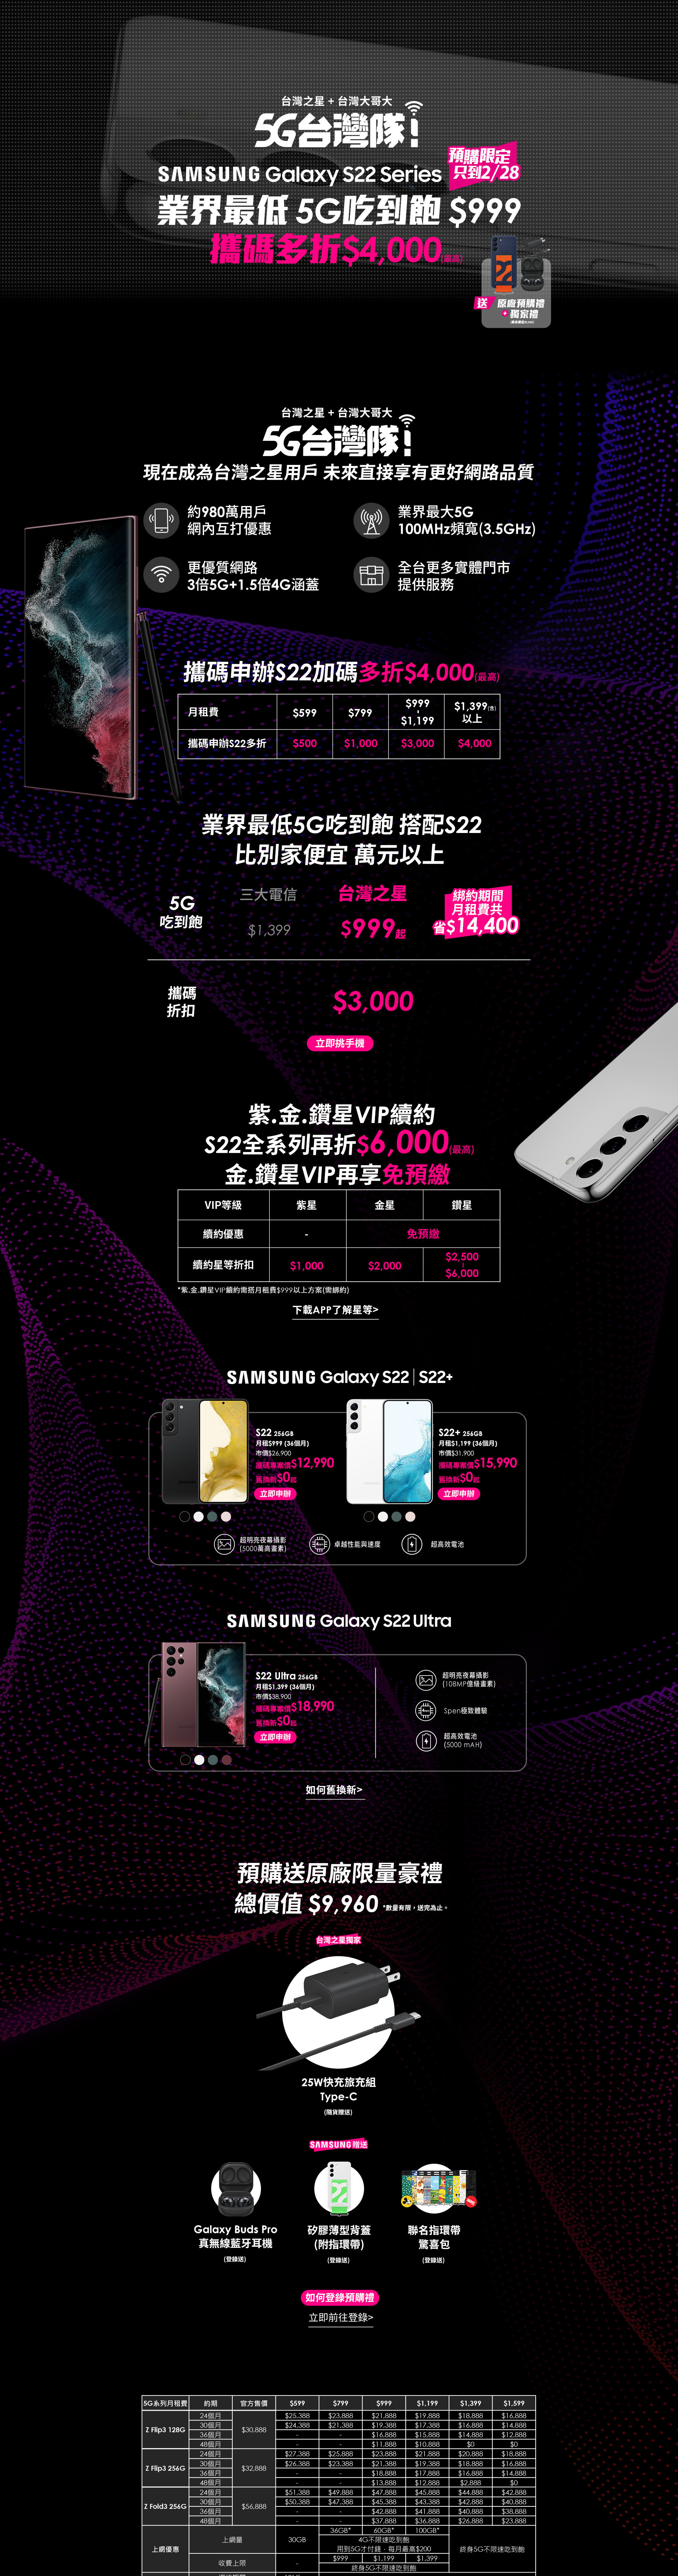 台灣之星 + 台灣大哥大
5G台灣隊!
SAMSUNG Galaxy S22 Series
預購限定
只到2/28
業界最低 5G吃到飽 $999
攜碼多折$4,000(最高)
送 原廠預購禮
+ 獨家禮
台灣之星 + 台灣大哥大
5G台灣隊!
現在成為台灣之星用戶 未來直接享有更好網路品質
約980萬用戶
網內互打優惠
業界最大5G
100MHz頻寬(3.5GHz)
更優質網路
3倍5G+1.5倍4G涵蓋
全台更多實體門市
提供服務
攜碼申辦S22加碼多折$4,000(最高)
月租費 $599 $799 $999-$1,199 $1,399(含)以上
攜碼申辦S22多折 $500 $1,000 $3,000 $4,000
業界最低5G吃到飽 搭配S22
比別家便宜 萬元以上
5G
吃到飽
三大電信
$1,399
台灣之星
$999起
綁約期間
月租費共
省$14,400
攜碼
折扣
$3,000
立即挑手機
紫.金.鑽星VIP續約
S22全系列再折$6,000(最高)
金.鑽星VIP再享免預繳
VIP等級 紫星 金星 鑽星
續約優惠 - 免預繳
續約星等折扣 $1,000 $2,000 $2,500-$6,000
*紫.金.鑽星VIP續約需搭月租費$999以上方案(需綁約)
下載APP了解星等>
SAMSUNG Galaxy S22 | S22+
S22 256GB
月租$999 (36個月)
市價$26,900
攜碼專案價$12,990
舊換新$0起
立即申辦
S22+ 256GB
月租$1,199 (36個月)
市價$31,900
攜碼專案價$15,990
舊換新$0起
立即申辦
超明亮夜幕攝影
(5000萬高畫素)
卓越性能與速度
超高效電池
SAMSUNG Galaxy S22 Ultra
S22 Ultra 256GB
月租$1,399 (36個月)
市價$38,900
攜碼專案價$18,990
舊換新$0起
立即申辦
超明亮夜幕攝影
(108MP億級畫素)
Spen極致體驗
超高效電池
(5000 mAH)
如何舊換新>
預購送原廠限量豪禮
總價值 $9,960 *數量有限，送完為止。
台灣之星獨家
25W快充旅充組
Type-C
(隨貨贈送)
SAMSUNG 贈送
Galaxy Buds Pro
真無線藍牙耳機
(登錄送)
矽膠薄型背蓋
(附指環帶)
(登錄送)
聯名指環帶
驚喜包
(登錄送)
如何登錄預購禮
立即前往登錄>
5G系列月租費 約期 官方售價 $599 $799 $999 $1,199 $1,399 $1,599
Z Flip3 128G $30,888
24個月 $25,388 $23,888 $21,888 $19,888 $18,888 $16,888
30個月 $24,388 $21,388 $19,388 $17,388 $16,888 $14,888
36個月 - - $16,888 $15,888 $14,888 $12,888
48個月 - - $11,888 $10,888 $0 $0
Z Flip3 256G $32,888
24個月 $27,388 $25,888 $23,888 $21,888 $20,888 $18,888
30個月 $26,388 $23,388 $21,388 $19,388 $18,888 $16,888
36個月 - - $18,888 $17,888 $16,888 $14,888
48個月 - - $13,888 $12,888 $2,888 $0
Z Fold3 256G $56,888
24個月 $51,388 $49,888 $47,888 $45,888 $44,888 $42,888
30個月 $50,388 $47,388 $45,388 $43,388 $42,888 $40,888
36個月 - - $42,888 $41,888 $40,888 $38,888
48個月 - - $37,888 $36,888 $26,888 $23,888
上網優惠
上網量 30GB 36GB* 60GB* 100GB*
4G不限速吃到飽
用到5G才付錢，每月最高$200
終身5G不限速吃到飽
收費上限 - $999 $1,199 $1,399
終身5G不限速吃到飽